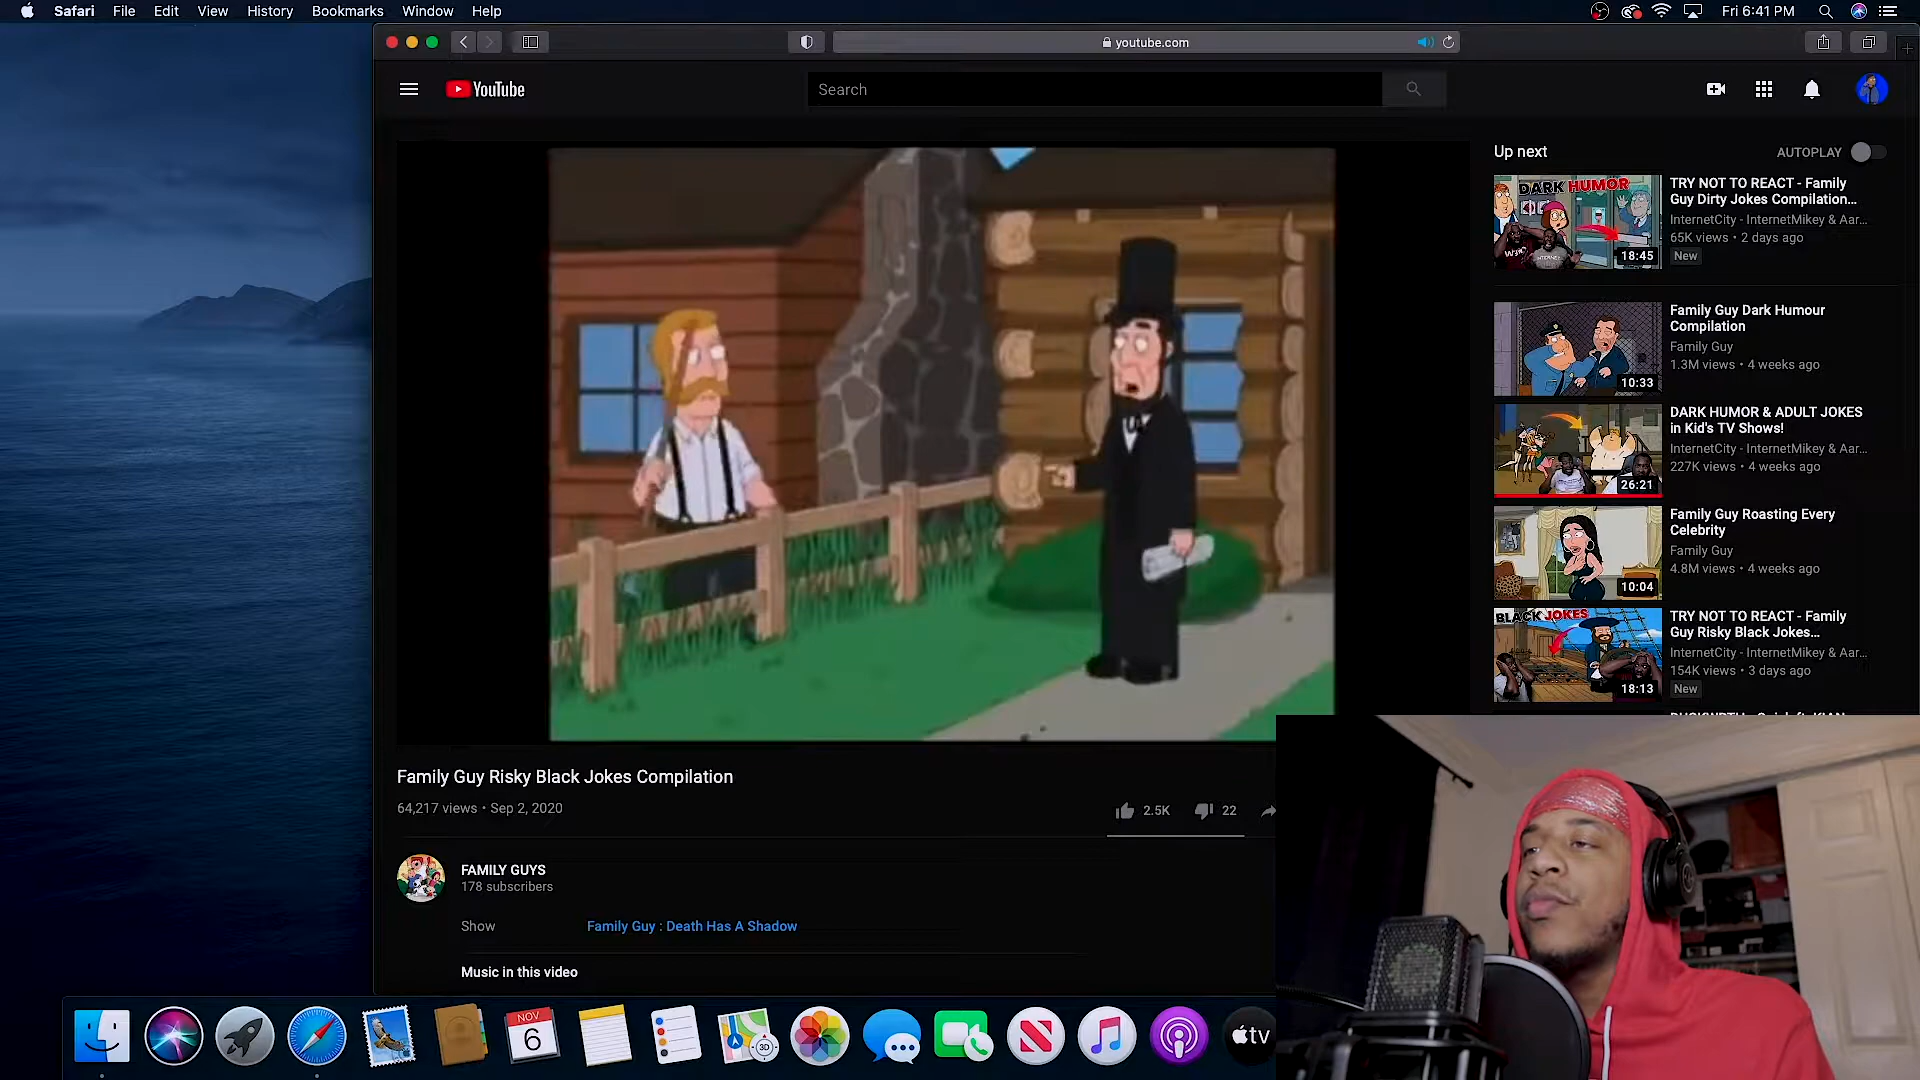 Safari File Edit View History Bookmarks Window Help
Fri 6:41 PM
youtube.com
YouTube
Search
Up next
AUTOPLAY
DARK HUMOR
18:45
TRY NOT TO REACT - Family
Guy Dirty Jokes Compilation...
InternetCity - InternetMikey & Aar...
65K views • 2 days ago
New
10:33
Family Guy Dark Humour
Compilation
Family Guy
1.3M views • 4 weeks ago
26:21
DARK HUMOR & ADULT JOKES
in Kid's TV Shows!
InternetCity - InternetMikey & Aar...
227K views • 4 weeks ago
10:04
Family Guy Roasting Every
Celebrity
Family Guy
4.8M views • 4 weeks ago
BLACK JOKES
18:13
TRY NOT TO REACT - Family
Guy Risky Black Jokes...
InternetCity - InternetMikey & Aar...
154K views • 3 days ago
New
Family Guy Risky Black Jokes Compilation
64,217 views • Sep 2, 2020
2.5K
22
FAMILY GUYS
178 subscribers
Show
Family Guy : Death Has A Shadow
Music in this video
NOV
6
3D
tv